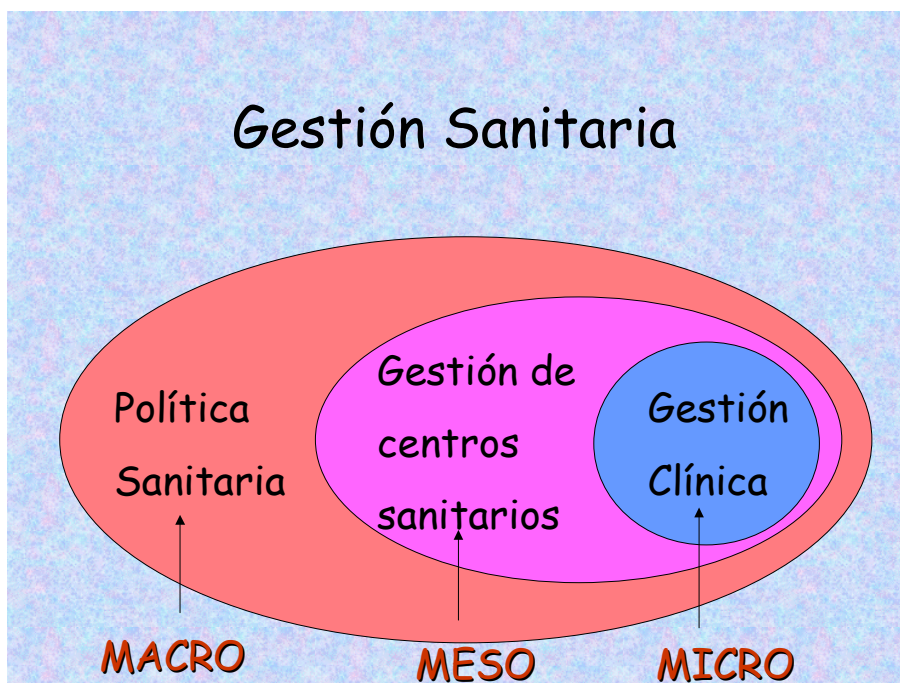 Gestión Sanitaria
Política
Sanitaria
Gestión de
centros
sanitarios
Gestión
Clínica
MACRO
MESO
MICRO